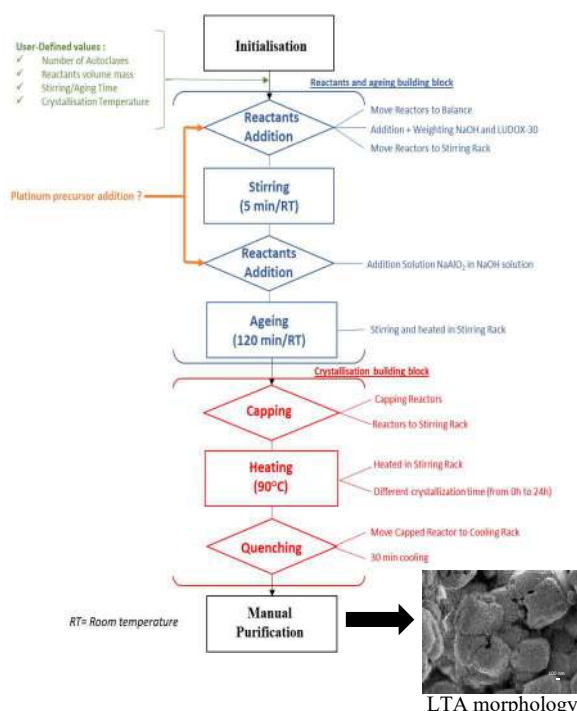 User-Defined values :
✓ Number of Autoclaves
✓ Reactants volume mass
✓ Stirring/Aging Time
✓ Crystallisation Temperature
Initialisation
Reactants and ageing building block
Reactants
Addition
Move Reactors to Balance
Addition + Weighting NaOH and LUDOX-30
Move Reactors to Stirring Rack
Platinum precursor addition ?
Stirring
(5 min/RT)
Reactants
Addition
Addition Solution NaAlO₂ in NaOH solution
Ageing
(120 min/RT)
Stirring and heated in Stirring Rack
Crystallisation building block
Capping
Capping Reactors
Reactors to Stirring Rack
Heating
(90°C)
Heated in Stirring Rack
Different crystallization time (from 0h to 24h)
Quenching
Move Capped Reactor to Cooling Rack
30 min cooling
RT= Room temperature
Manual
Purification
100 nm
LTA morphology